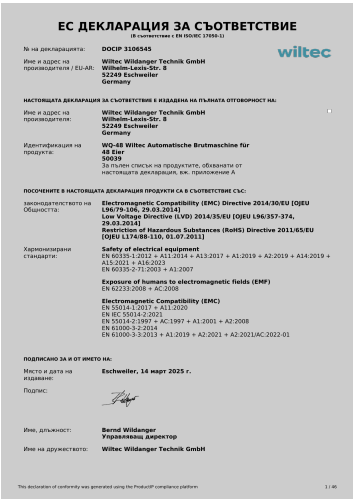 ЕС ДЕКЛАРАЦИЯ ЗА СЪОТВЕТСТВИЕ
(В съответствие с EN ISO/IEC 17050-1)
№ на декларацията: DOCIP 3106545
wiltec
Име и адрес на производителя / EU-AR: Wiltec Wildanger Technik GmbH
Wilhelm-Lexis-Str. 8
52249 Eschweiler
Germany
НАСТОЯЩАТА ДЕКЛАРАЦИЯ ЗА СЪОТВЕТСТВИЕ Е ИЗДАДЕНА НА ПЪЛНАТА ОТГОВОРНОСТ НА:
Име и адрес на производителя: Wiltec Wildanger Technik GmbH
Wilhelm-Lexis-Str. 8
52249 Eschweiler
Germany
Идентификация на продукта: WQ-48 Wiltec Automatische Brutmaschine für
48 Eier
50039
За пълен списък на продуктите, обхванати от
настоящата декларация, вж. приложение A
ПОСОЧЕНИТЕ В НАСТОЯЩАТА ДЕКЛАРАЦИЯ ПРОДУКТИ СА В СЪОТВЕТСТВИЕ СЪС:
законодателството на Общността: Electromagnetic Compatibility (EMC) Directive 2014/30/EU [OJEU
L96/79-106, 29.03.2014]
Low Voltage Directive (LVD) 2014/35/EU [OJEU L96/357-374,
29.03.2014]
Restriction of Hazardous Substances (RoHS) Directive 2011/65/EU
[OJEU L174/88-110, 01.07.2011]
Хармонизирани стандарти: Safety of electrical equipment
EN 60335-1:2012 + A11:2014 + A13:2017 + A1:2019 + A2:2019 + A14:2019 +
A15:2021 + A16:2023
EN 60335-2-71:2003 + A1:2007
Exposure of humans to electromagnetic fields (EMF)
EN 62233:2008 + AC:2008
Electromagnetic Compatibility (EMC)
EN 55014-1:2017 + A11:2020
EN IEC 55014-2:2021
EN 55014-2:1997 + AC:1997 + A1:2001 + A2:2008
EN 61000-3-2:2014
EN 61000-3-3:2013 + A1:2019 + A2:2021 + A2:2021/AC:2022-01
ПОДПИСАНО ЗА И ОТ ИМЕТО НА:
Място и дата на издаване: Eschweiler, 14 март 2025 г.
Подпис:
Име, длъжност: Bernd Wildanger
Управляващ директор
Име на дружеството: Wiltec Wildanger Technik GmbH
This declaration of conformity was generated using the ProductIP compliance platform
1 / 46